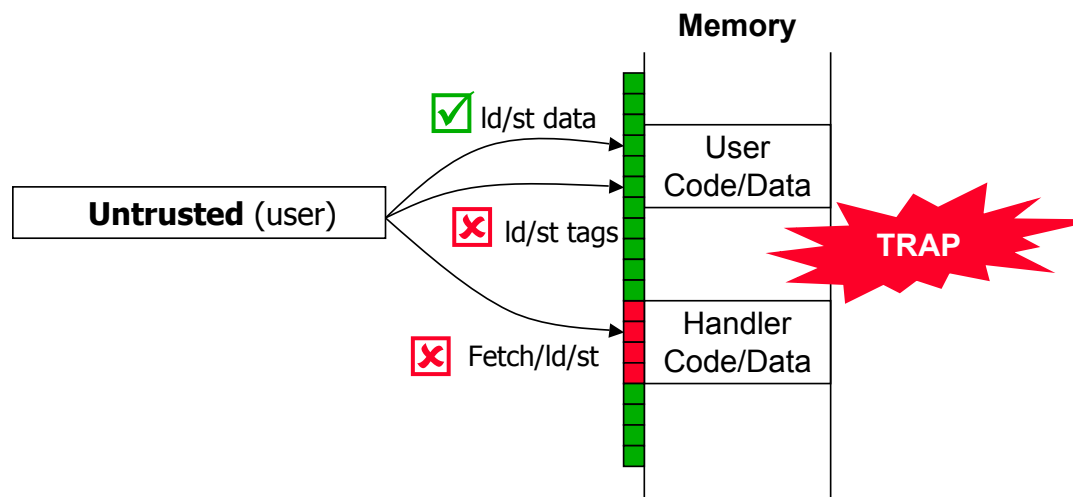 Memory
ld/st data
User
Code/Data
Untrusted (user)
ld/st tags
TRAP
Handler
Code/Data
Fetch/ld/st